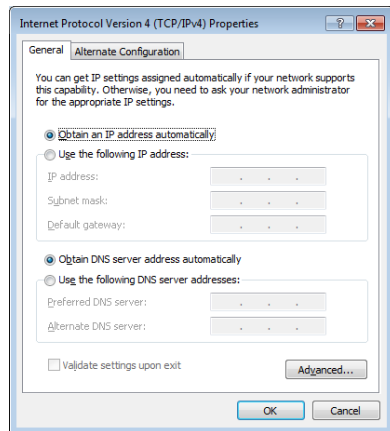 Internet Protocol Version 4 (TCP/IPv4) Properties
General
Alternate Configuration
You can get IP settings assigned automatically if your network supports
this capability. Otherwise, you need to ask your network administrator
for the appropriate IP settings.
Obtain an IP address automatically
Use the following IP address:
IP address:
Subnet mask:
Default gateway:
Obtain DNS server address automatically
Use the following DNS server addresses:
Preferred DNS server:
Alternate DNS server:
Validate settings upon exit
Advanced...
OK
Cancel